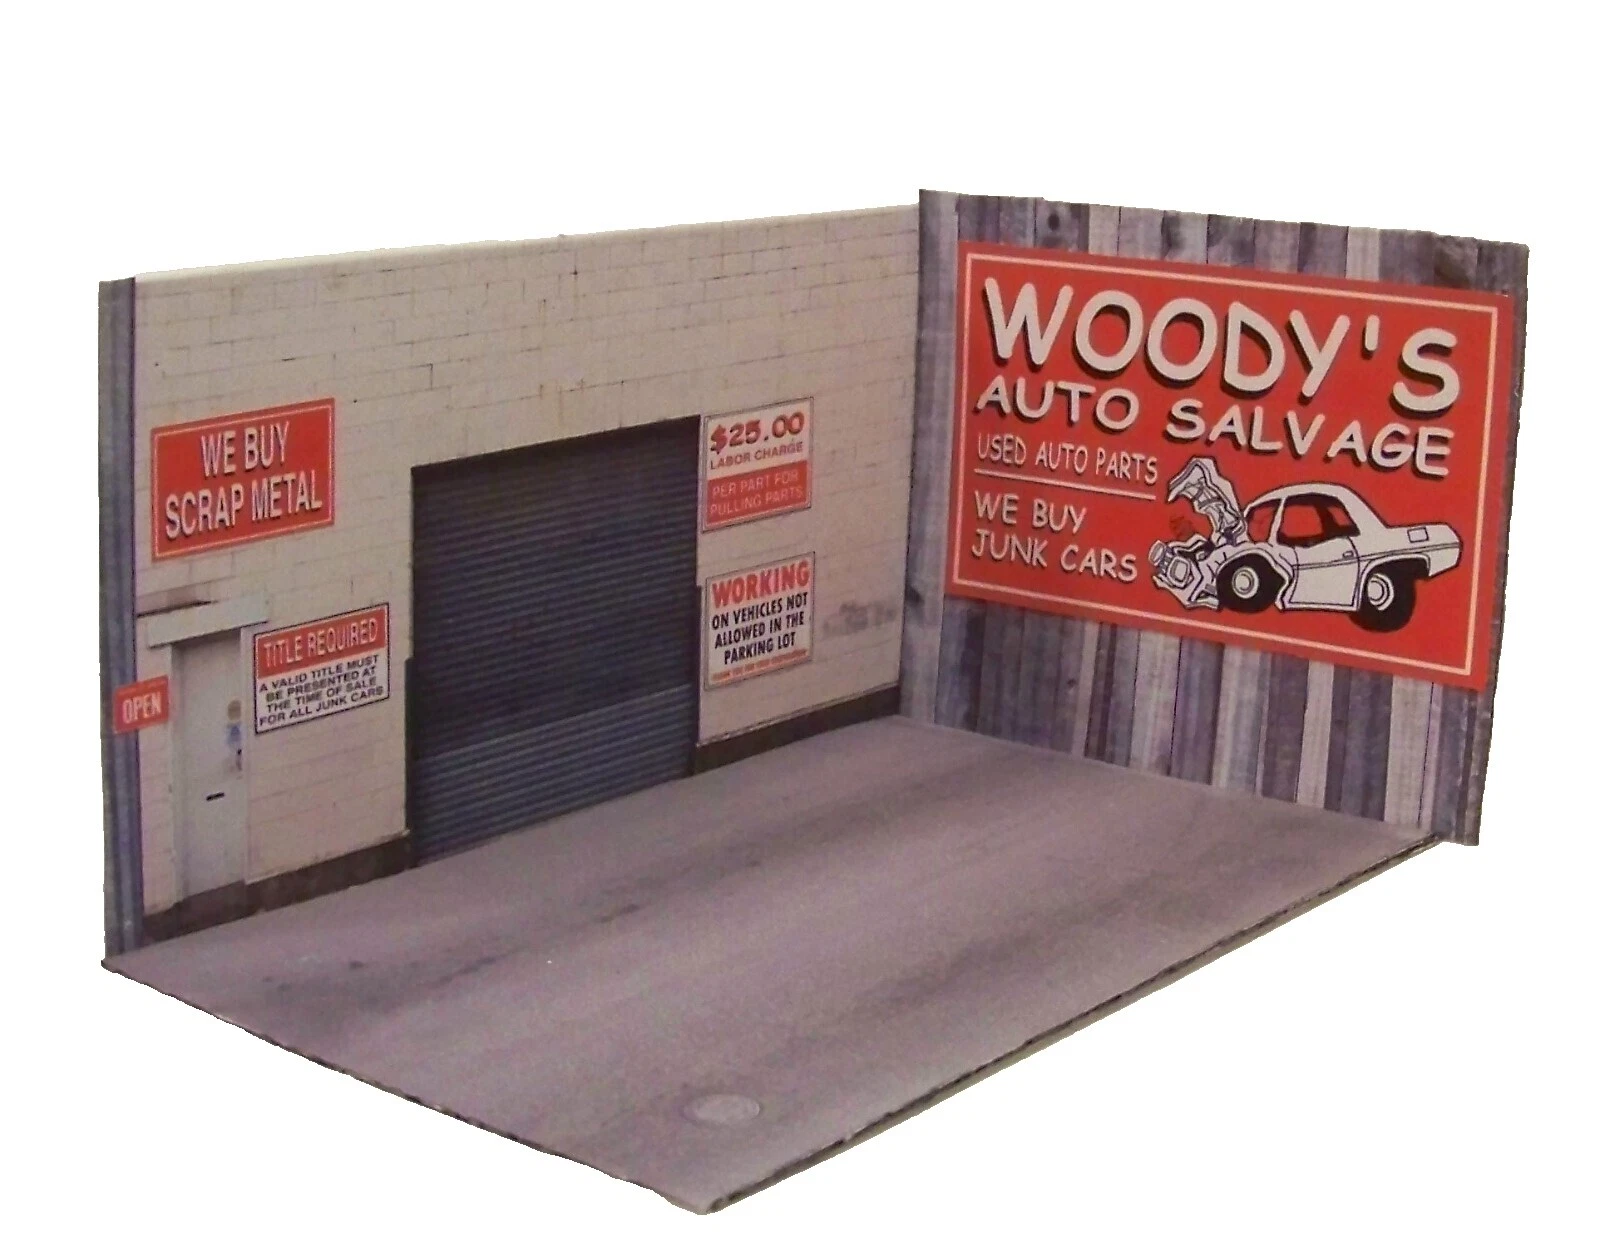 WE BUY
SCRAP METAL
OPEN
TITLE REQUIRED
A VALID TITLE MUST
BE PRESENTED AT
THE TIME OF SALE
FOR ALL JUNK CARS
$25.00
LABOR CHARGE
PER PART FOR
PULLING PARTS
WORKING
ON VEHICLES NOT
ALLOWED IN THE
PARKING LOT
WOODY'S
AUTO SALVAGE
USED AUTO PARTS
WE BUY
JUNK CARS